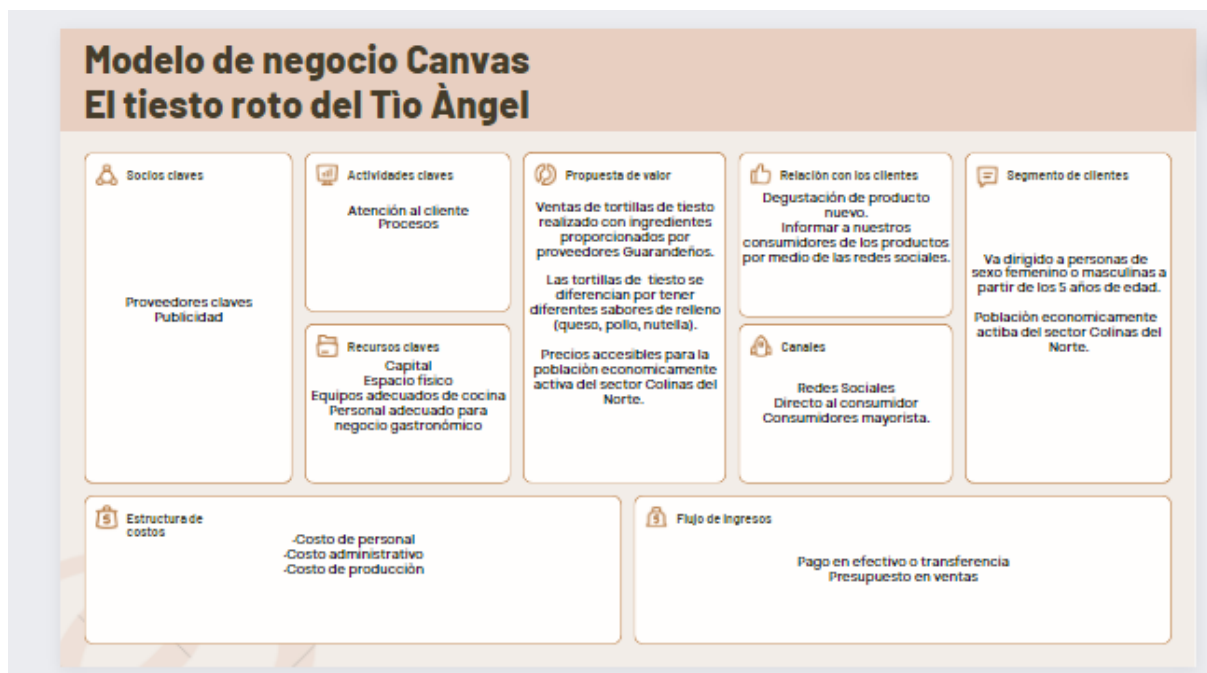 Modelo de negocio Canvas
El tiesto roto del Tìo Àngel
Socios claves
Proveedores claves
Publicidad
Actividades claves
Atención al cliente
Procesos
Recursos claves
Capital
Espacio físico
Equipos adecuados de cocina
Personal adecuado para
negocio gastronómico
Propuesta de valor
Ventas de tortillas de tiesto
realizado con ingredientes
proporcionados por
proveedores Guarandeños.
Las tortillas de tiesto se
diferencian por tener
diferentes sabores de relleno
(queso, pollo, nutella).
Precios accesibles para la
población economicamente
activa del sector Colinas del
Norte.
Relación con los clientes
Degustación de producto
nuevo.
Informar a nuestros
consumidores de los productos
por medio de las redes sociales.
Canales
Redes Sociales
Directo al consumidor
Consumidores mayorista.
Segmento de clientes
Va dirigido a personas de
sexo femenino o masculinas a
partir de los 5 años de edad.
Población economicamente
actiba del sector Colinas del
Norte.
Estructura de
costos
-Costo de personal
-Costo administrativo
-Costo de producción
Flujo de ingresos
Pago en efectivo o transferencia
Presupuesto en ventas